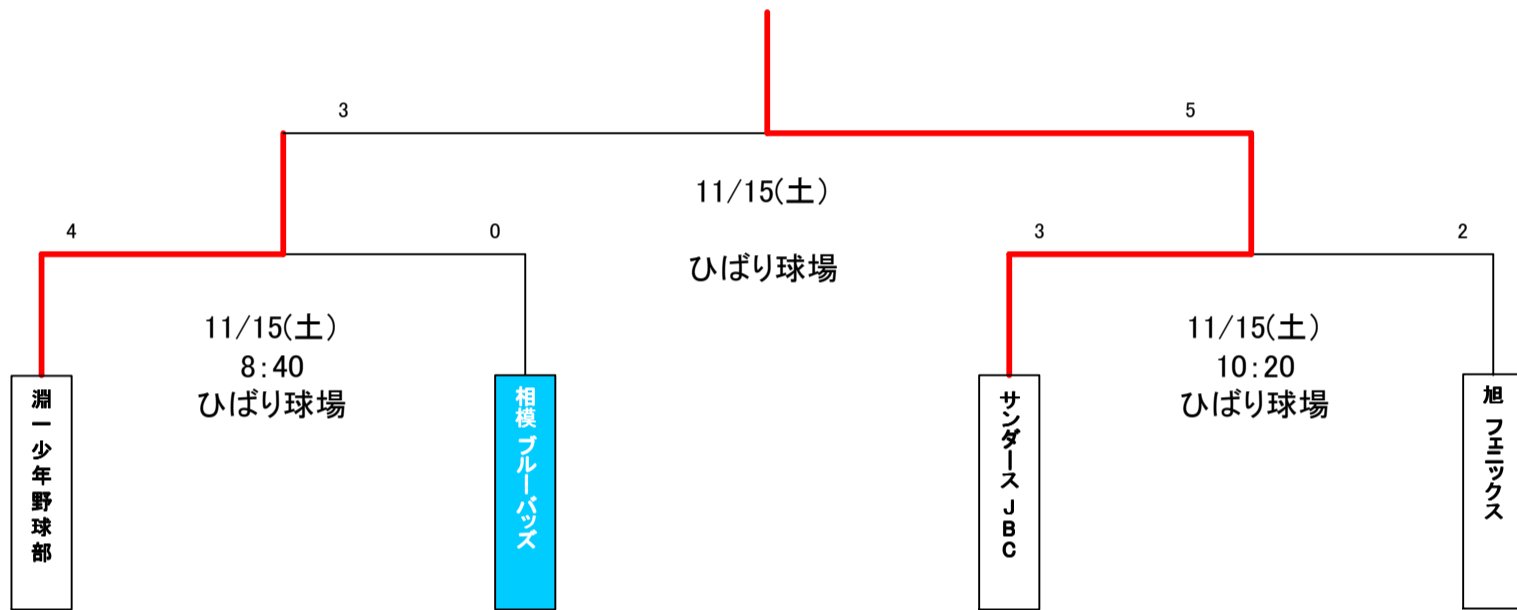 3
5
11/15(土)
ひばり球場
4
0
3
2
11/15(土)
8:40
ひばり球場
11/15(土)
10:20
ひばり球場
淵一少年野球部
相模 ブルーバッズ
サンダース JBC
旭 フェニックス